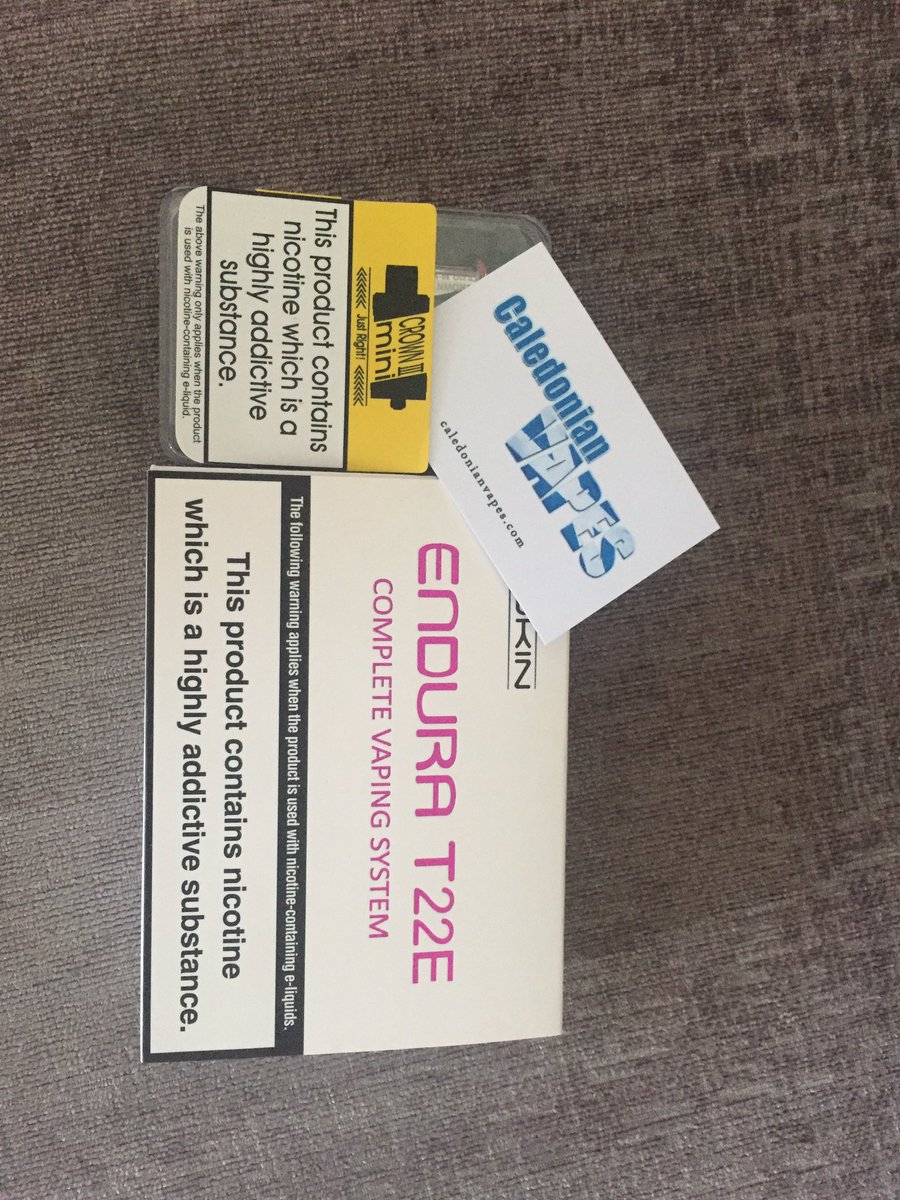 This product contains
nicotine which is a
highly addictive
substance.
The above warning only applies when the product
is used with nicotine-containing e-liquid.
CROWN III
mini
Just Right!
Caledonian
VAPES
caledonianvapes.com
ENDURA T22E
COMPLETE VAPING SYSTEM
The following warning applies when the product is used with nicotine-containing e-liquids.
This product contains nicotine
which is a highly addictive substance.